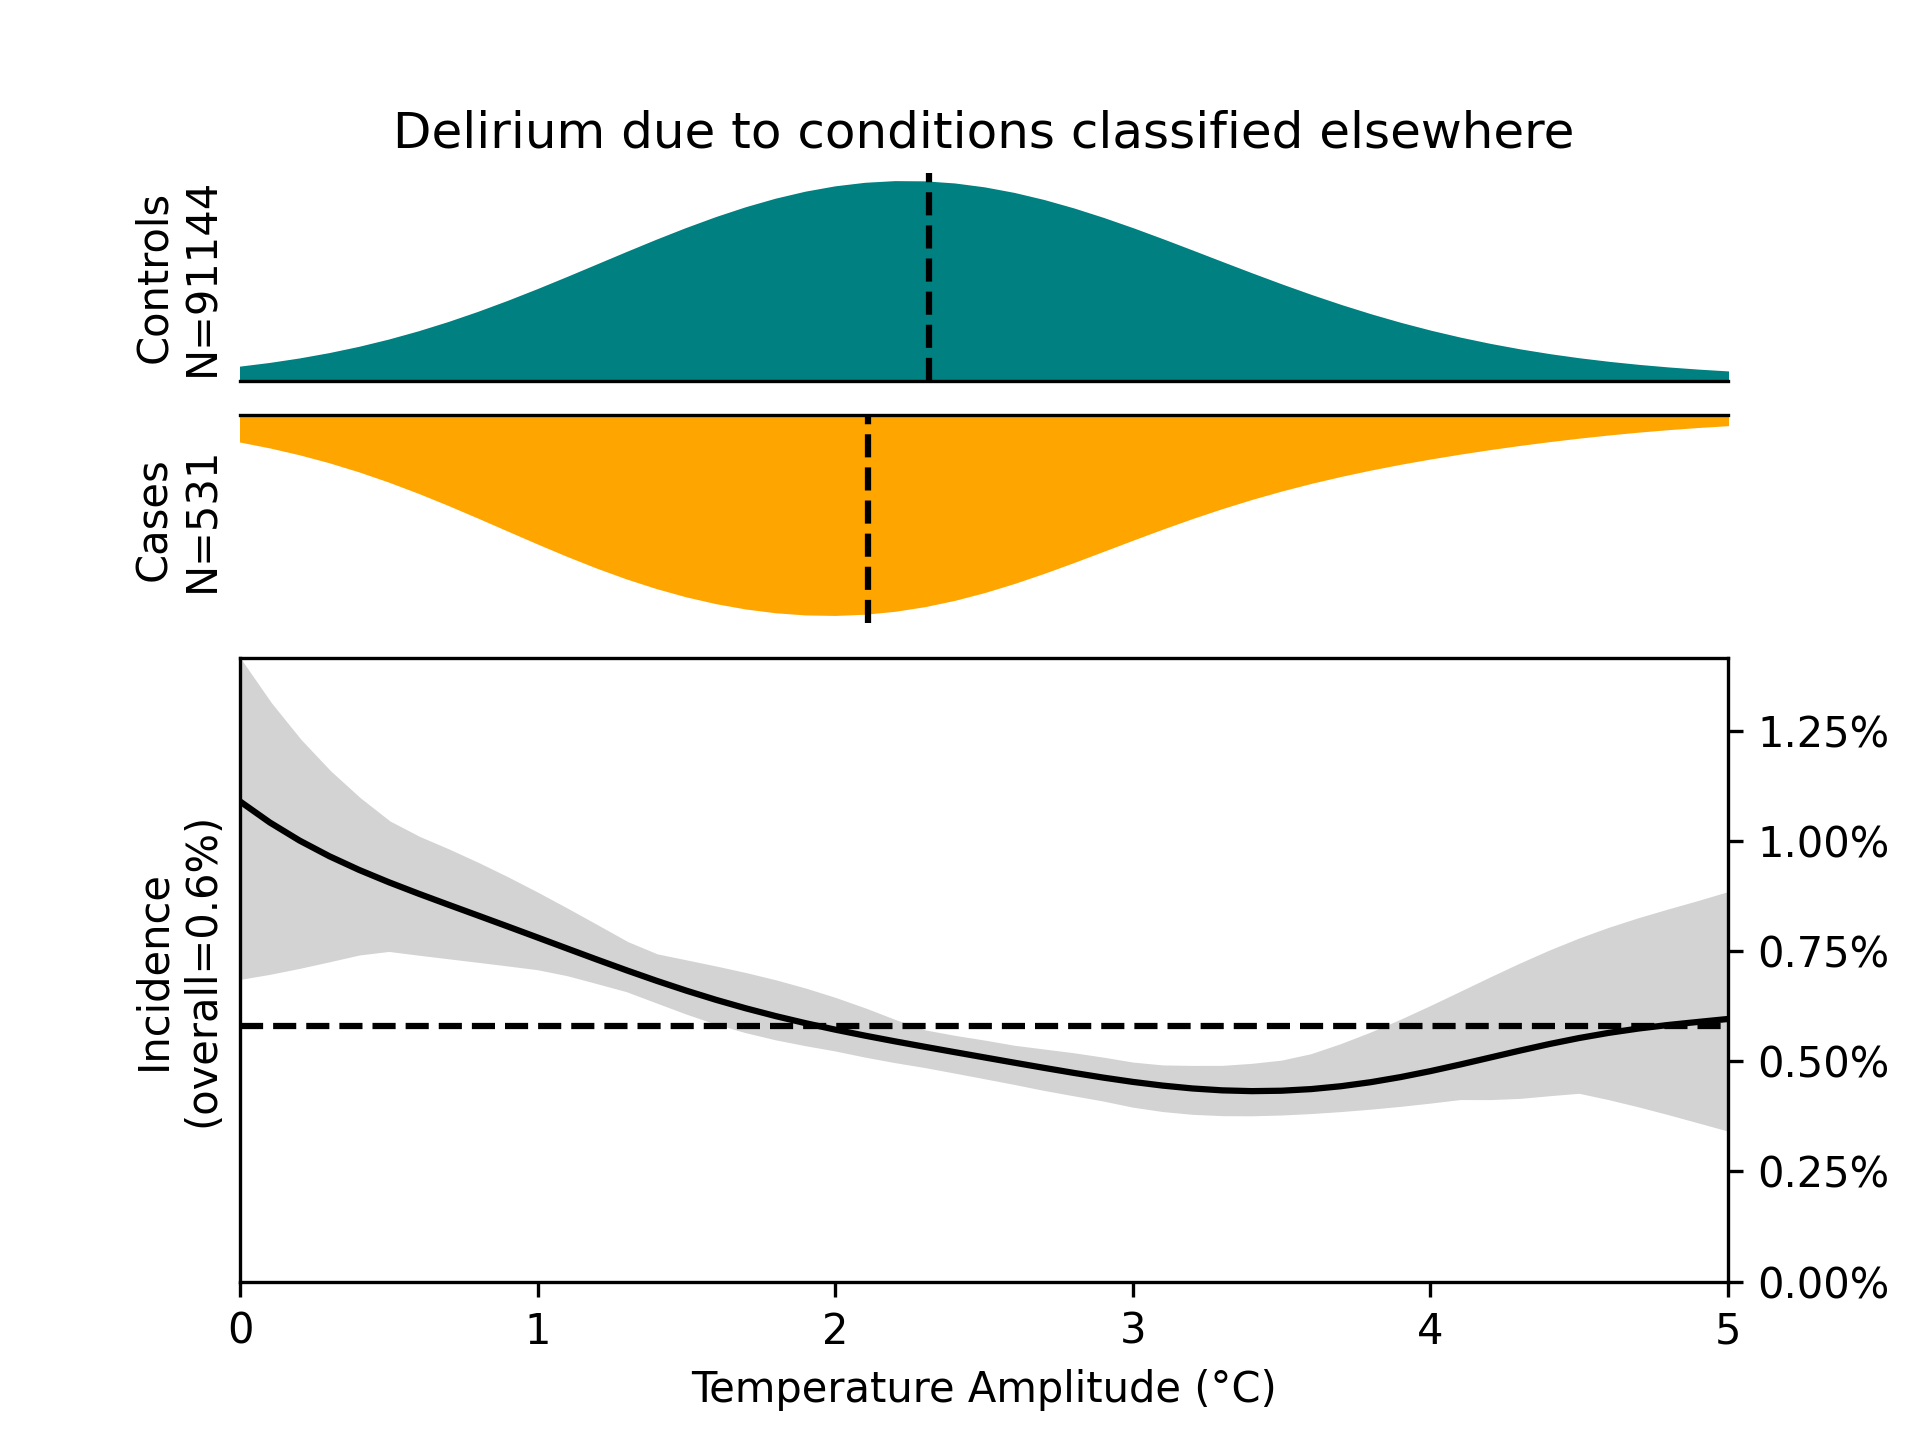 Delirium due to conditions classified elsewhere
Controls
N=91144
Cases
N=531
Incidence
(overall=0.6%)
1.25%
1.00%
0.75%
0.50%
0.25%
0.00%
0 1 2 3 4 5
Temperature Amplitude (°C)